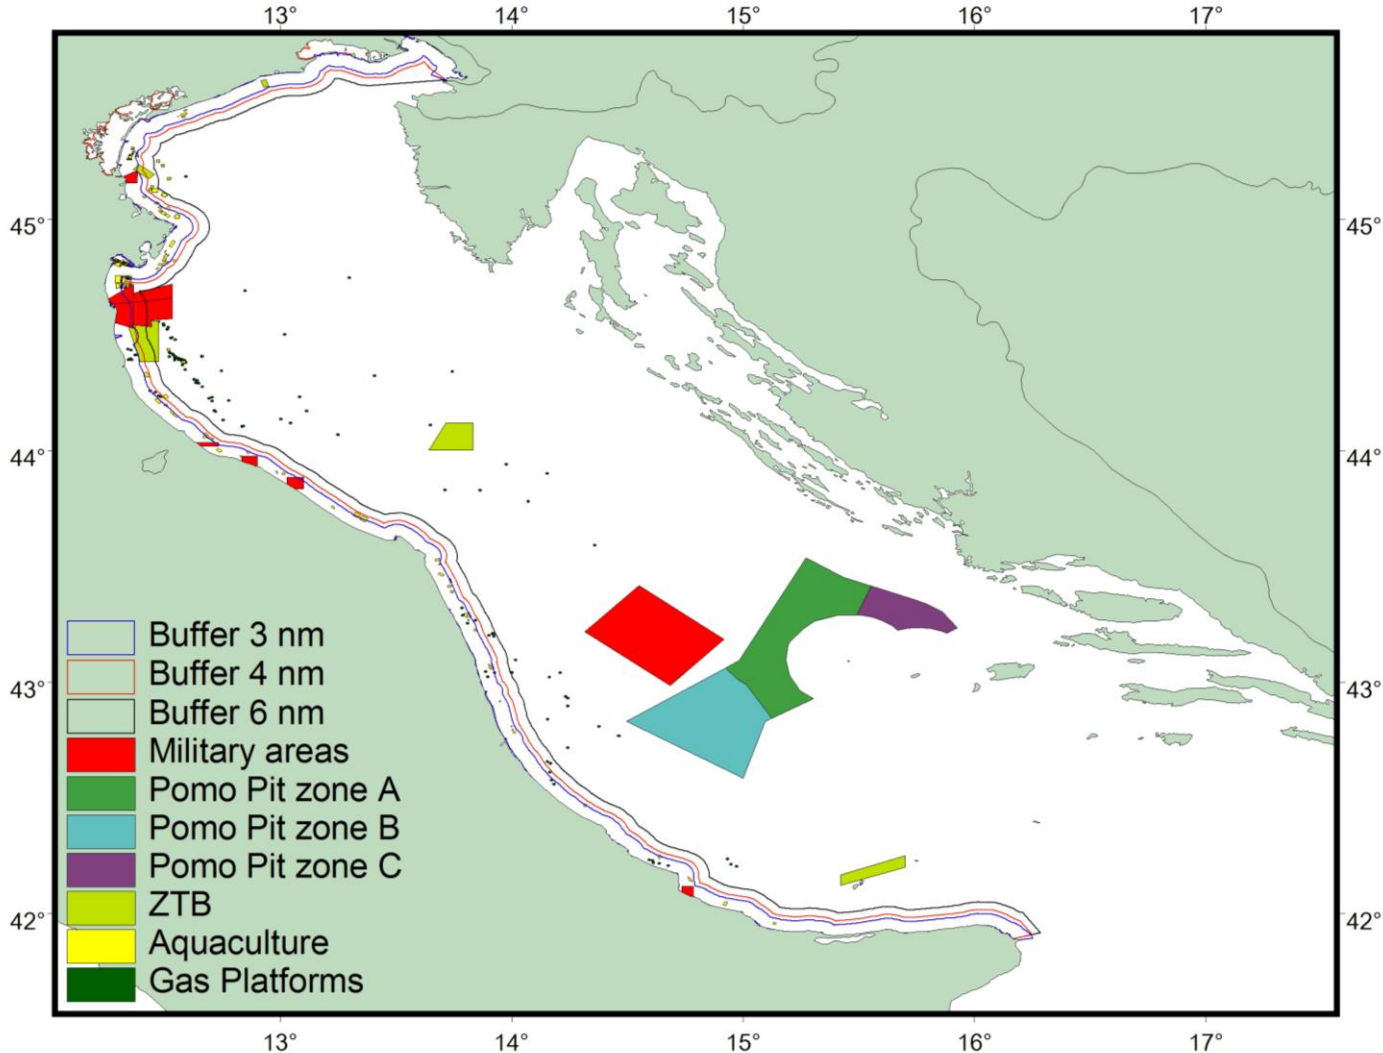 13° 14° 15° 16° 17°
45° 45°
44° 44°
43° 43°
42° 42°
Buffer 3 nm
Buffer 4 nm
Buffer 6 nm
Military areas
Pomo Pit zone A
Pomo Pit zone B
Pomo Pit zone C
ZTB
Aquaculture
Gas Platforms
13° 14° 15° 16° 17°